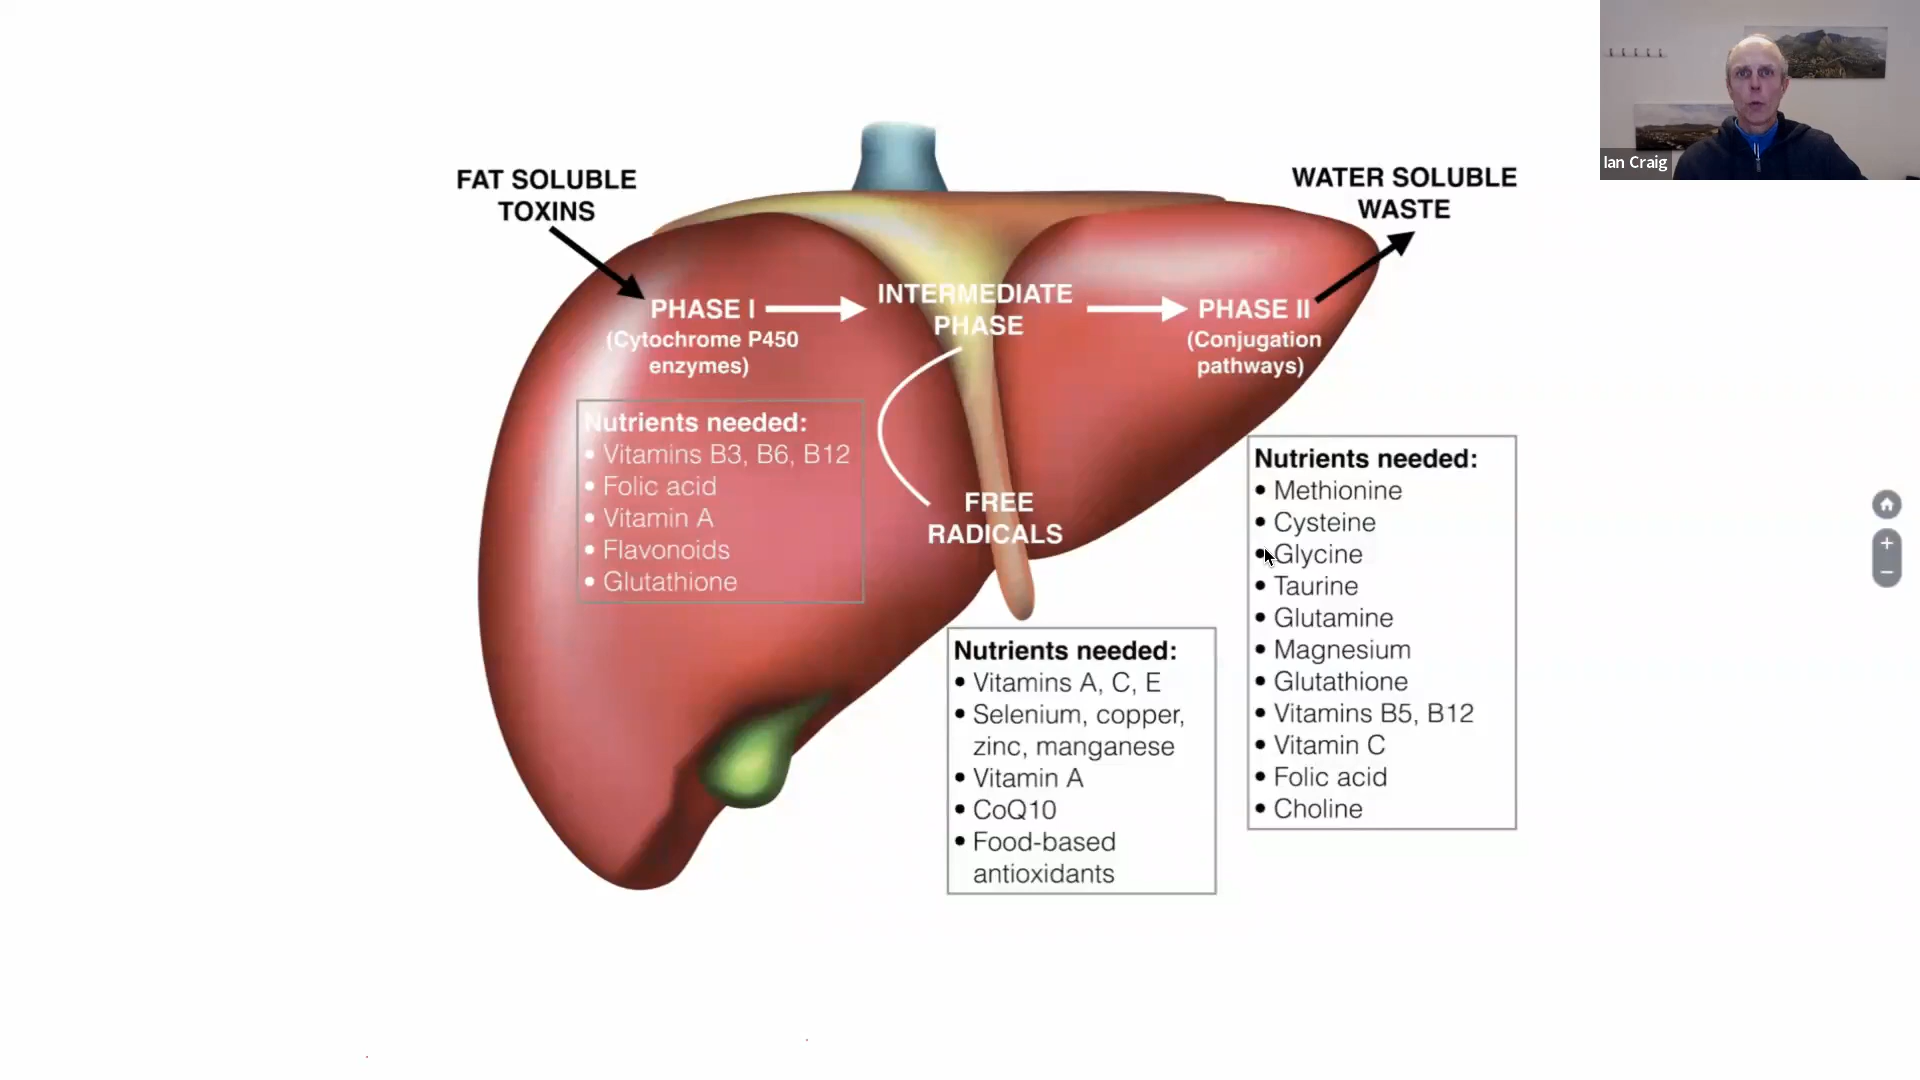 Ian Craig
FAT SOLUBLE
TOXINS
WATER SOLUBLE
WASTE
PHASE I
(Cytochrome P450
enzymes)
INTERMEDIATE
PHASE
PHASE II
(Conjugation
pathways)
Nutrients needed:
• Vitamins B3, B6, B12
• Folic acid
• Vitamin A
• Flavonoids
• Glutathione
FREE
RADICALS
Nutrients needed:
• Vitamins A, C, E
• Selenium, copper,
zinc, manganese
• Vitamin A
• CoQ10
• Food-based
antioxidants
Nutrients needed:
• Methionine
• Cysteine
• Glycine
• Taurine
• Glutamine
• Magnesium
• Glutathione
• Vitamins B5, B12
• Vitamin C
• Folic acid
• Choline